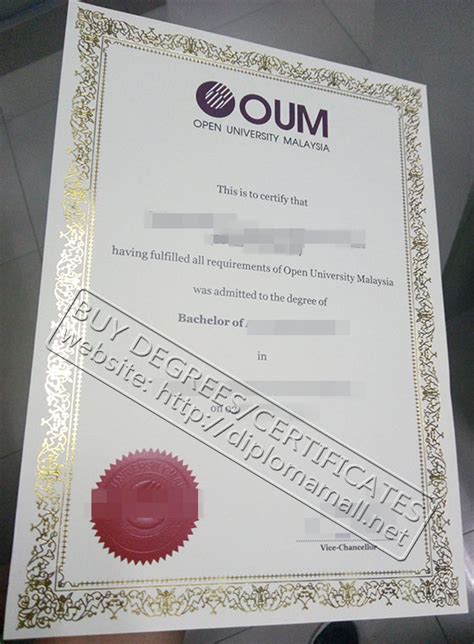 OUM
OPEN UNIVERSITY MALAYSIA
This is to certify that
having fulfilled all requirements of Open University Malaysia
was admitted to the degree of
Bachelor of
in
on
BUY DEGREES/CERTIFICATES
website: http://diplomamall.net
Vice-Chancellor